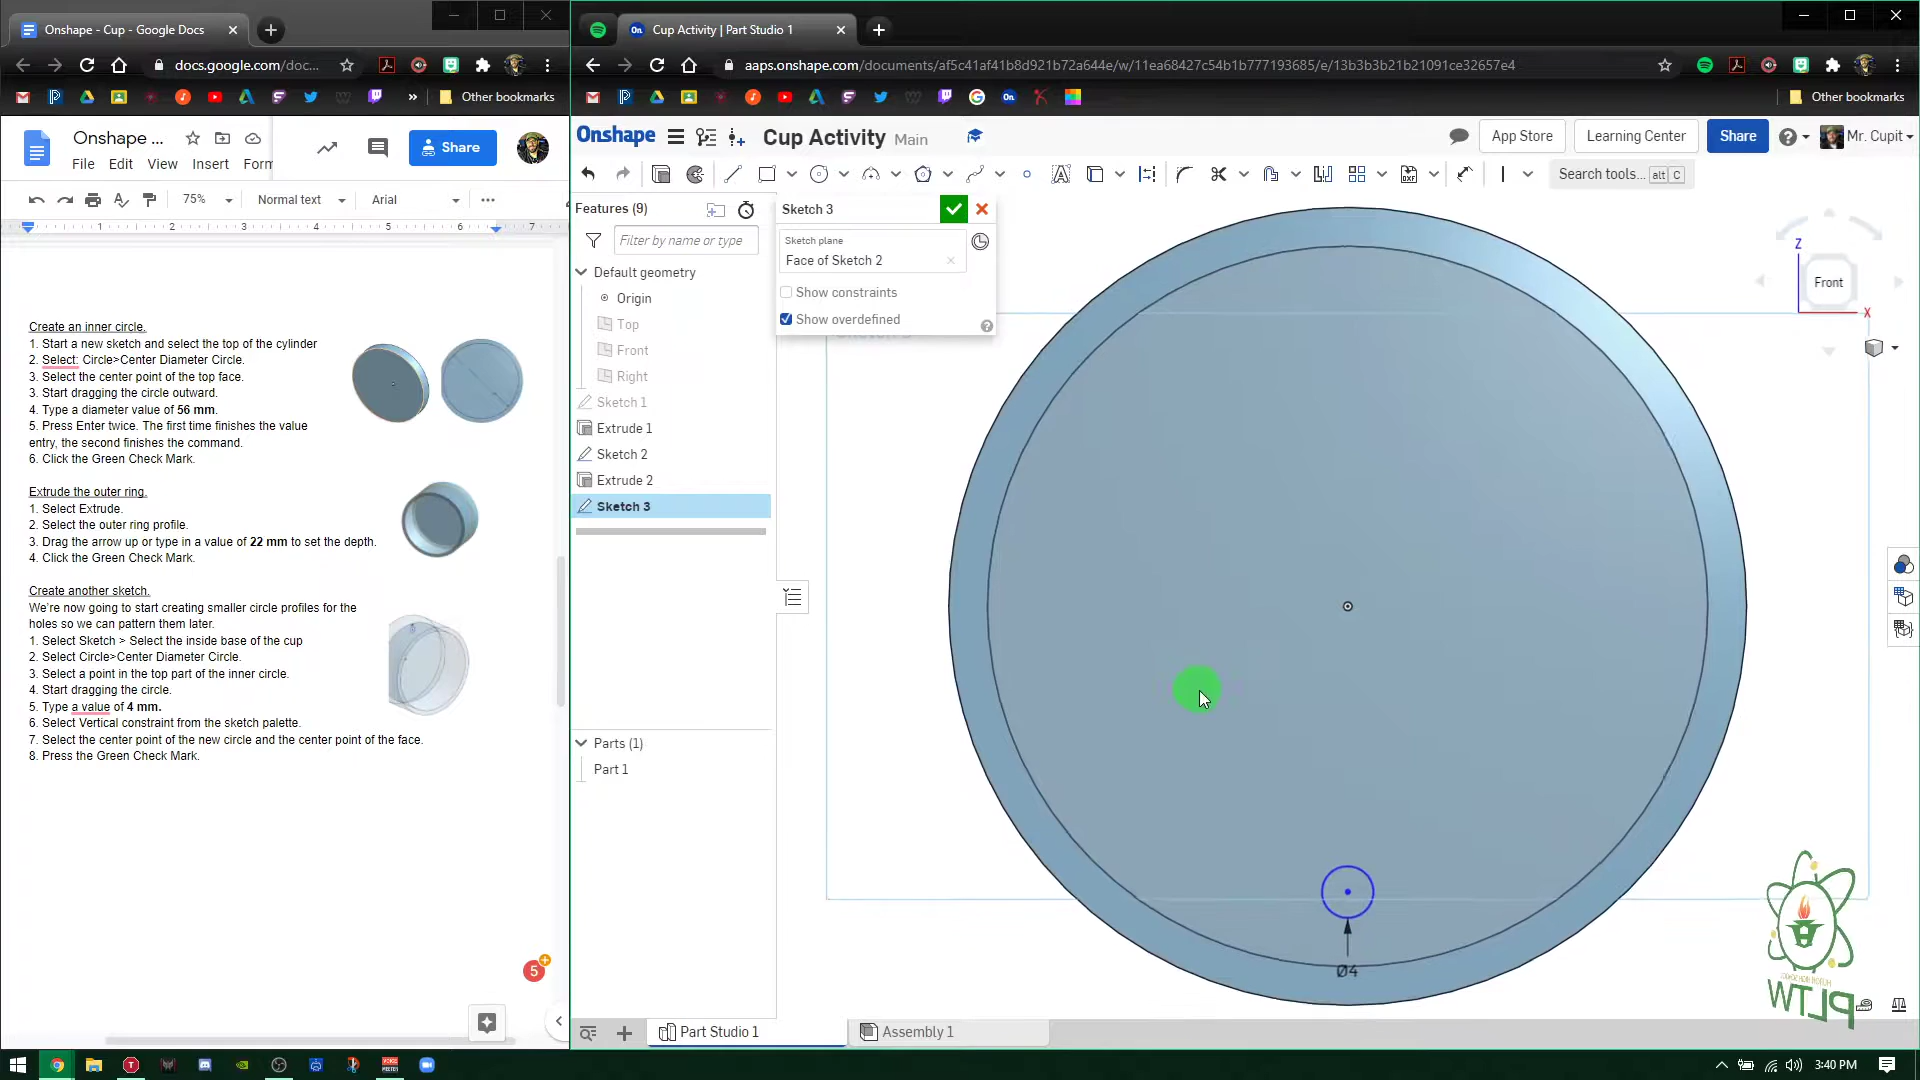 Onshape - Cup - Google Docs
Cup Activity | Part Studio 1
docs.google.com/doc...
aaps.onshape.com/documents/af5c41af41b8d921b72a644e/w/11ea68427c54b1b777193685/e/13b3b3b21b21091ce32657e4
Other bookmarks
Other bookmarks
Onshape ...
File Edit View Insert Form
Share
75% Normal text Arial
1 2 3 4 5 6 7
Create an inner circle.
1. Start a new sketch and select the top of the cylinder
2. Select: Circle>Center Diameter Circle.
3. Select the center point of the top face.
3. Start dragging the circle outward.
4. Type a diameter value of 56 mm.
5. Press Enter twice. The first time finishes the value
entry, the second finishes the command.
6. Click the Green Check Mark.
Extrude the outer ring.
1. Select Extrude.
2. Select the outer ring profile.
3. Drag the arrow up or type in a value of 22 mm to set the depth.
4. Click the Green Check Mark.
Create another sketch.
We're now going to start creating smaller circle profiles for the
holes so we can pattern them later.
1. Select Sketch > Select the inside base of the cup
2. Select Circle>Center Diameter Circle.
3. Select a point in the top part of the inner circle.
4. Start dragging the circle.
5. Type a value of 4 mm.
6. Select Vertical constraint from the sketch palette.
7. Select the center point of the new circle and the center point of the face.
8. Press the Green Check Mark.
5
Onshape
Cup Activity Main
App Store
Learning Center
Share
Mr. Cupit
Search tools... alt C
Features (9)
Filter by name or type
Default geometry
Origin
Top
Front
Right
Sketch 1
Extrude 1
Sketch 2
Extrude 2
Sketch 3
Parts (1)
Part 1
Sketch 3
Sketch plane
Face of Sketch 2
Show constraints
Show overdefined
Z
Front
X
Ø4
PLTW
Part Studio 1
Assembly 1
3:40 PM